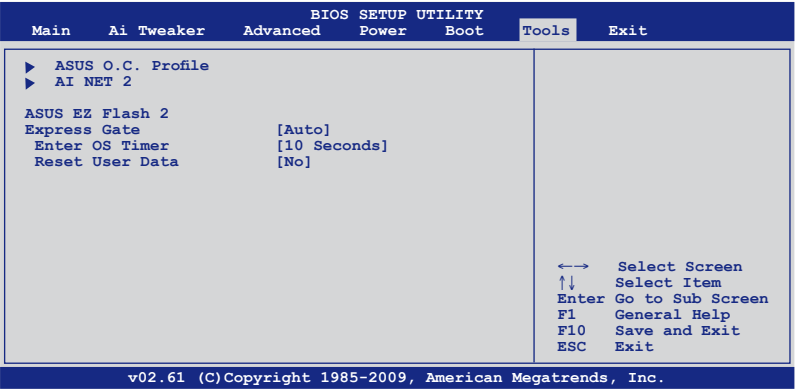 BIOS SETUP UTILITY
Main Ai Tweaker Advanced Power Boot Tools Exit
ASUS O.C. Profile
AI NET 2
ASUS EZ Flash 2
Express Gate [Auto]
Enter OS Timer [10 Seconds]
Reset User Data [No]
←→ Select Screen
↑↓ Select Item
Enter Go to Sub Screen
F1 General Help
F10 Save and Exit
ESC Exit
v02.61 (C)Copyright 1985-2009, American Megatrends, Inc.